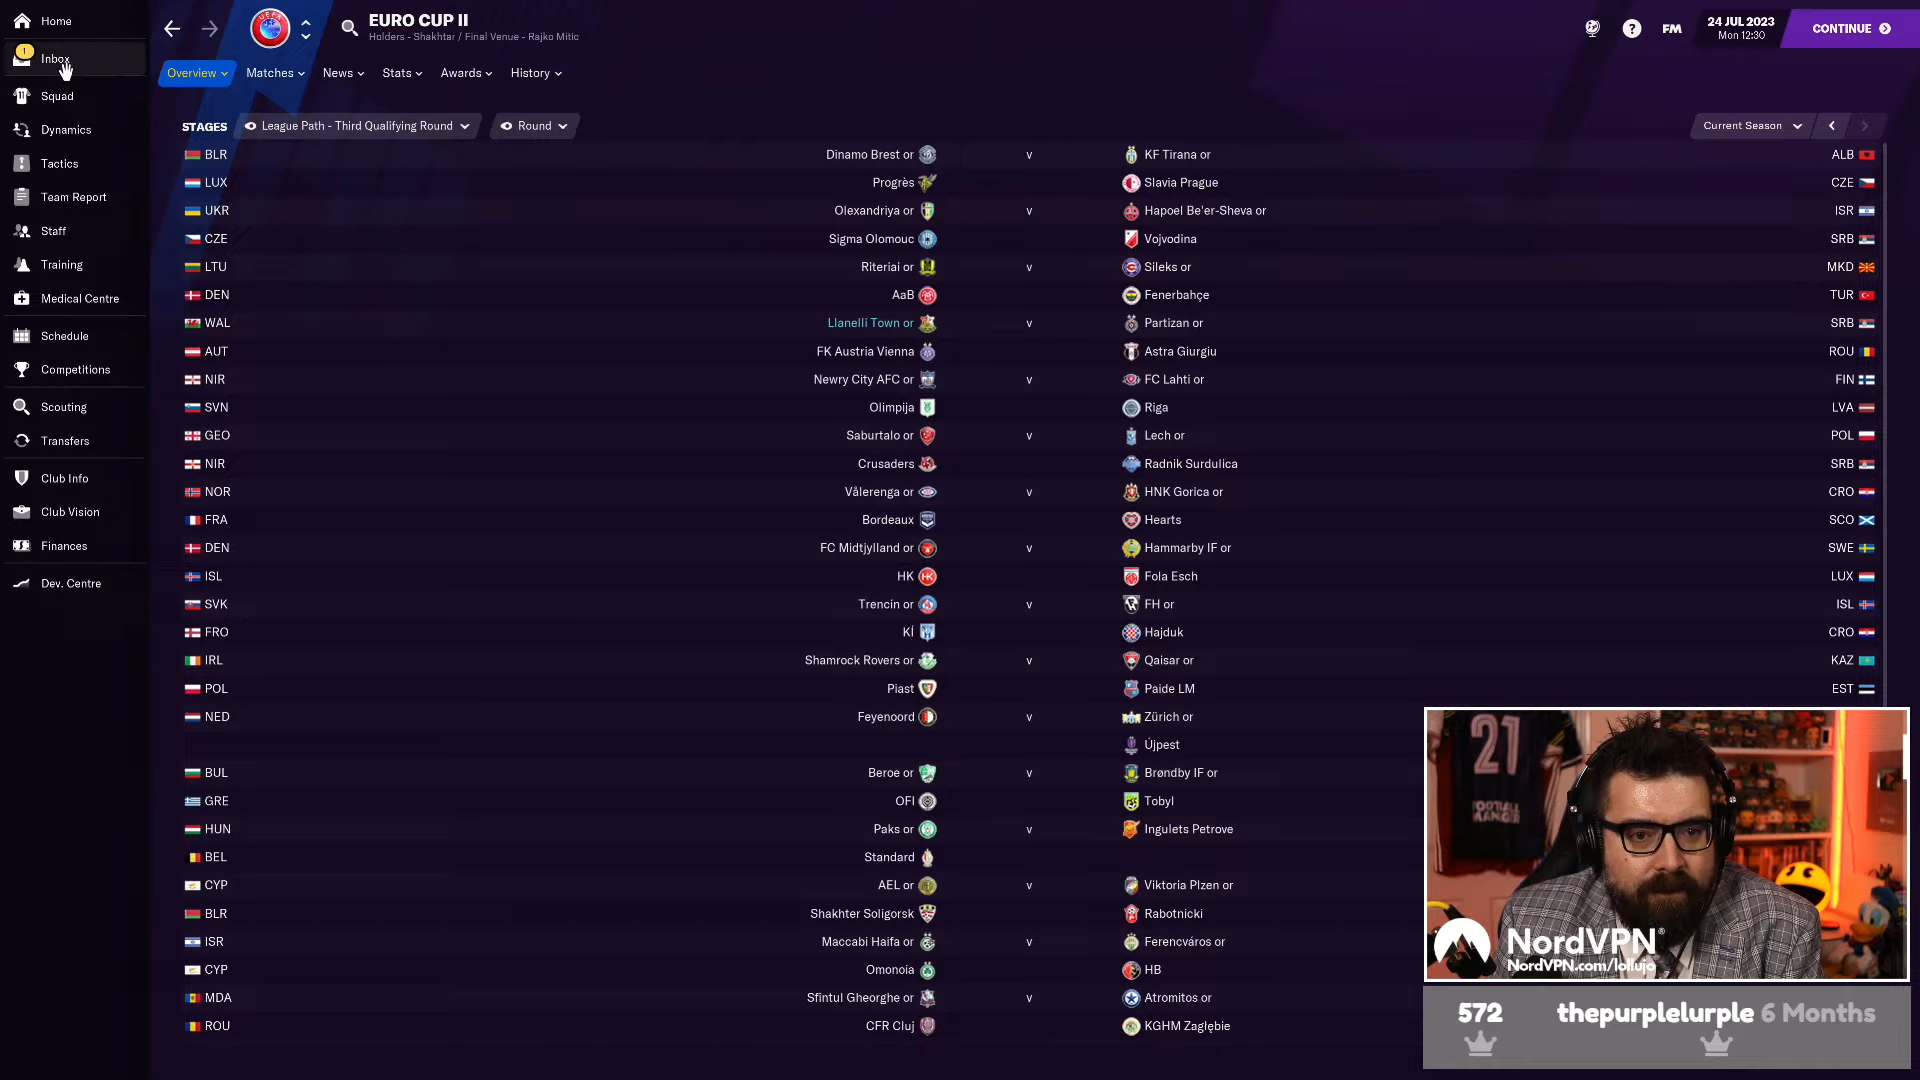 Home
1
Inbox
Squad
Dynamics
Tactics
Team Report
Staff
Training
Medical Centre
Schedule
Competitions
Scouting
Transfers
Club Info
Club Vision
Finances
Dev. Centre
EURO CUP II
Holders - Shakhtar / Final Venue - Rajko Mitic
FM
24 JUL 2023
Mon 12:30
CONTINUE
Overview Matches News Stats Awards History
STAGES League Path - Third Qualifying Round Round Current Season
BLR Dinamo Brest or v KF Tirana or ALB
LUX Progrès Slavia Prague CZE
UKR Olexandriya or v Hapoel Be'er-Sheva or ISR
CZE Sigma Olomouc Vojvodina SRB
LTU Riteriai or v Sileks or MKD
DEN AaB Fenerbahçe TUR
WAL Llanelli Town or v Partizan or SRB
AUT FK Austria Vienna Astra Giurgiu ROU
NIR Newry City AFC or v FC Lahti or FIN
SVN Olimpija Riga LVA
GEO Saburtalo or v Lech or POL
NIR Crusaders Radnik Surdulica SRB
NOR Vålerenga or v HNK Gorica or CRO
FRA Bordeaux Hearts SCO
DEN FC Midtjylland or v Hammarby IF or SWE
ISL HK Fola Esch LUX
SVK Trencin or v FH or ISL
FRO KÍ Hajduk CRO
IRL Shamrock Rovers or v Qaisar or KAZ
POL Piast Paide LM EST
NED Feyenoord v Zürich or
Újpest
BUL Beroe or v Brøndby IF or
GRE OFI Tobyl
HUN Paks or v Ingulets Petrove
BEL Standard
CYP AEL or v Viktoria Plzen or
BLR Shakhter Soligorsk Rabotnicki
ISR Maccabi Haifa or v Ferencváros or
CYP Omonoia HB
MDA Sfîntul Gheorghe or v Atromitos or
ROU CFR Cluj KGHM Zagłębie
21
FOOTBALL MANAGER
NordVPN®
NordVPN.com/lollujo
572 thepurplelurple 6 Months